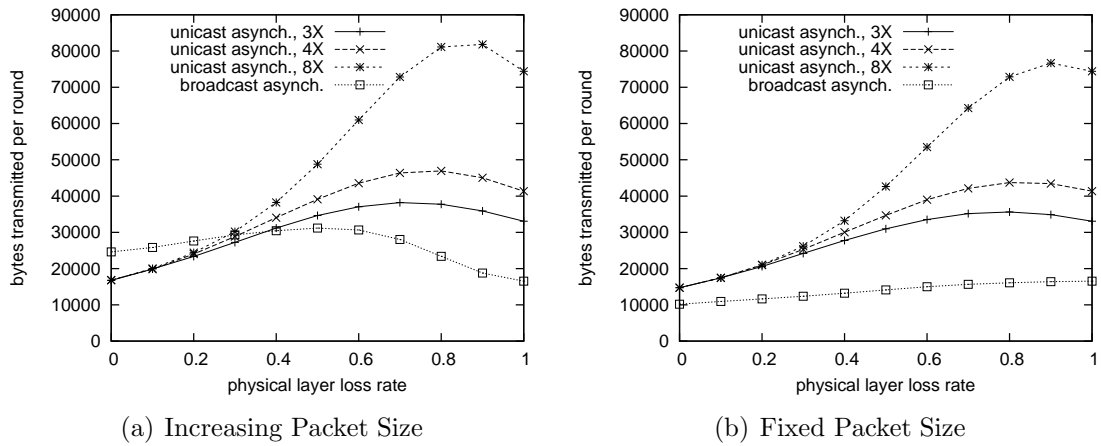 90000
80000
70000
60000
50000
40000
30000
20000
10000
0
bytes transmitted per round
unicast asynch., 3X
unicast asynch., 4X
unicast asynch., 8X
broadcast asynch.
0 0.2 0.4 0.6 0.8 1
physical layer loss rate
(a) Increasing Packet Size
90000
80000
70000
60000
50000
40000
30000
20000
10000
0
bytes transmitted per round
unicast asynch., 3X
unicast asynch., 4X
unicast asynch., 8X
broadcast asynch.
0 0.2 0.4 0.6 0.8 1
physical layer loss rate
(b) Fixed Packet Size